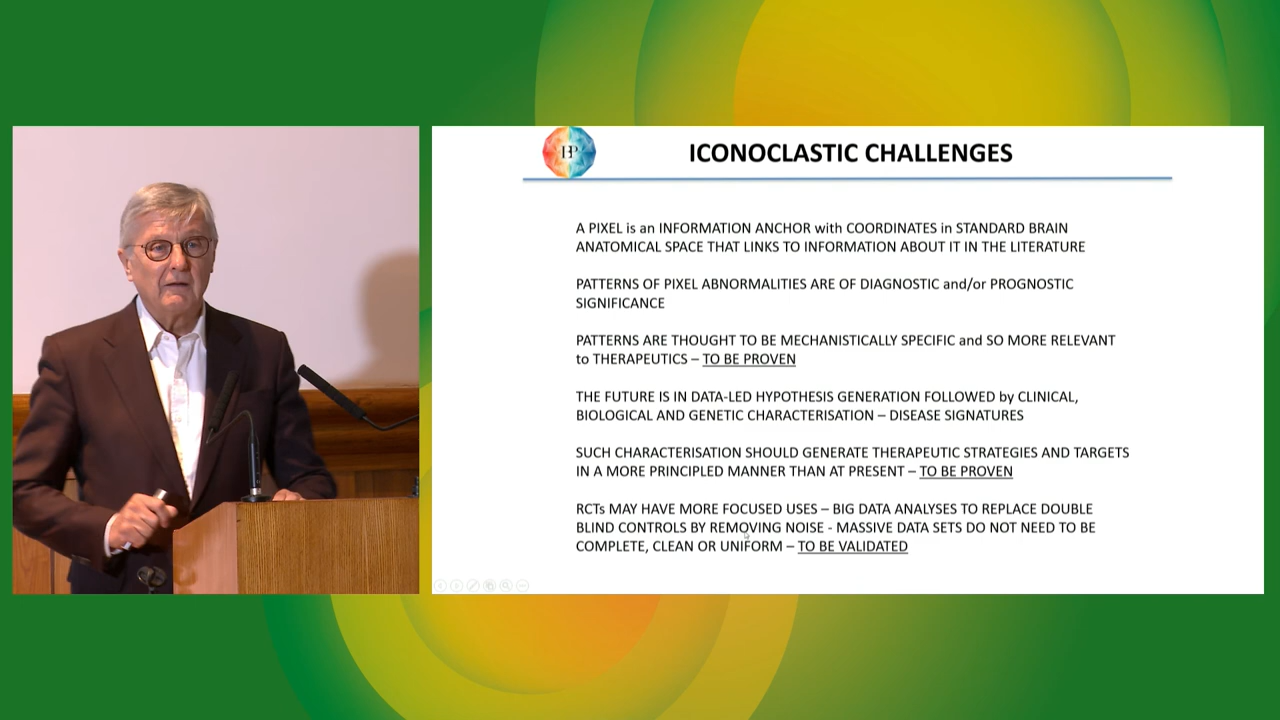 BP
ICONOCLASTIC CHALLENGES
A PIXEL is an INFORMATION ANCHOR with COORDINATES in STANDARD BRAIN
ANATOMICAL SPACE THAT LINKS TO INFORMATION ABOUT IT IN THE LITERATURE
PATTERNS OF PIXEL ABNORMALITIES ARE OF DIAGNOSTIC and/or PROGNOSTIC
SIGNIFICANCE
PATTERNS ARE THOUGHT TO BE MECHANISTICALLY SPECIFIC and SO MORE RELEVANT
to THERAPEUTICS – TO BE PROVEN
THE FUTURE IS IN DATA-LED HYPOTHESIS GENERATION FOLLOWED by CLINICAL,
BIOLOGICAL AND GENETIC CHARACTERISATION – DISEASE SIGNATURES
SUCH CHARACTERISATION SHOULD GENERATE THERAPEUTIC STRATEGIES AND TARGETS
IN A MORE PRINCIPLED MANNER THAN AT PRESENT – TO BE PROVEN
RCTs MAY HAVE MORE FOCUSED USES – BIG DATA ANALYSES TO REPLACE DOUBLE
BLIND CONTROLS BY REMOVING NOISE - MASSIVE DATA SETS DO NOT NEED TO BE
COMPLETE, CLEAN OR UNIFORM – TO BE VALIDATED